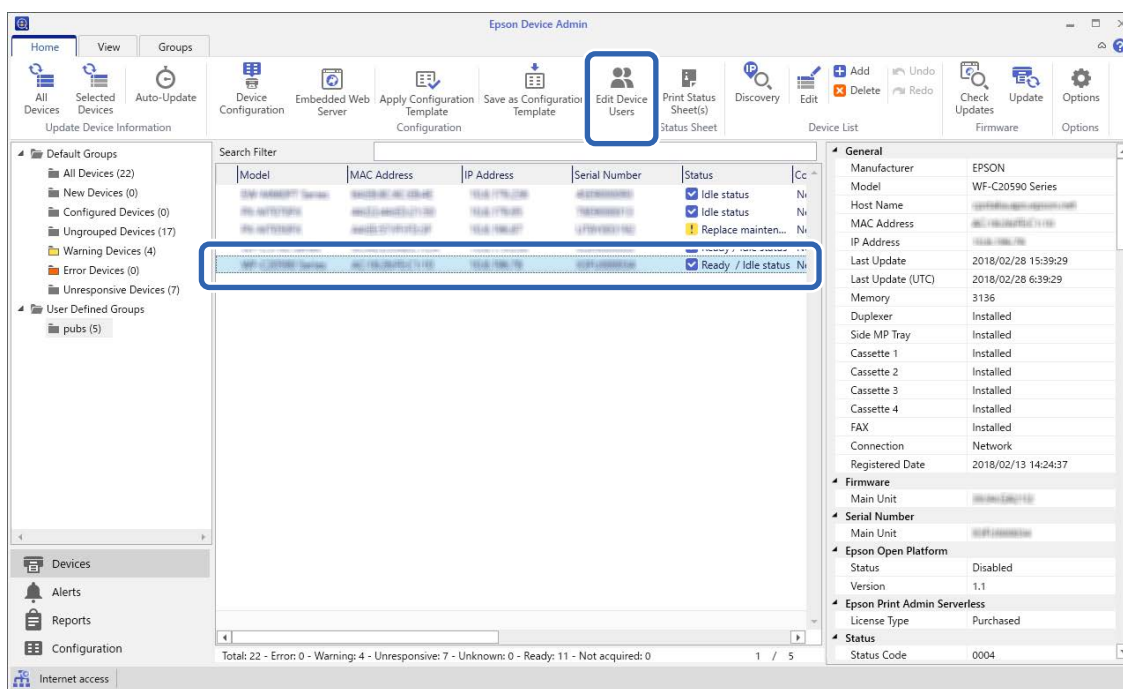 Epson Device Admin
Home View Groups
All Devices
Selected Devices
Auto-Update
Update Device Information
Device Configuration
Embedded Web Server
Apply Configuration Template
Save as Configuration Template
Configuration
Edit Device Users
Print Status Sheet(s)
Status Sheet
Discovery
Edit
Add
Delete
Undo
Redo
Device List
Check Updates
Update
Firmware
Options
Options
Default Groups
All Devices (22)
New Devices (0)
Configured Devices (0)
Ungrouped Devices (17)
Warning Devices (4)
Error Devices (0)
Unresponsive Devices (7)
User Defined Groups
pubs (5)
Devices
Alerts
Reports
Configuration
Internet access
Search Filter
Model MAC Address IP Address Serial Number Status Cc
Idle status
Idle status
Replace mainten...
Ready / Idle status
Total: 22 - Error: 0 - Warning: 4 - Unresponsive: 7 - Unknown: 0 - Ready: 11 - Not acquired: 0 1 / 5
General
Manufacturer EPSON
Model WF-C20590 Series
Host Name
MAC Address
IP Address
Last Update 2018/02/28 15:39:29
Last Update (UTC) 2018/02/28 6:39:29
Memory 3136
Duplexer Installed
Side MP Tray Installed
Cassette 1 Installed
Cassette 2 Installed
Cassette 3 Installed
Cassette 4 Installed
FAX Installed
Connection Network
Registered Date 2018/02/13 14:24:37
Firmware
Main Unit
Serial Number
Main Unit
Epson Open Platform
Status Disabled
Version 1.1
Epson Print Admin Serverless
License Type Purchased
Status
Status Code 0004